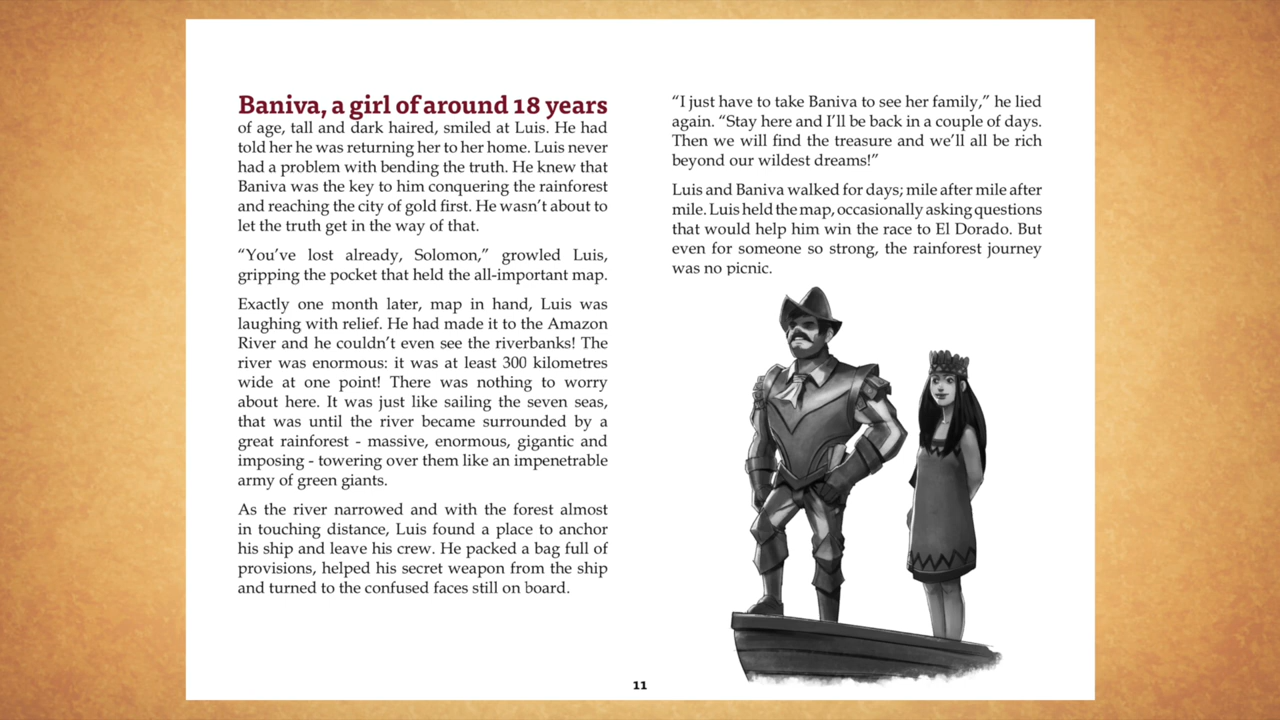 Baniva, a girl of around 18 years
of age, tall and dark haired, smiled at Luis. He had
told her he was returning her to her home. Luis never
had a problem with bending the truth. He knew that
Baniva was the key to him conquering the rainforest
and reaching the city of gold first. He wasn’t about to
let the truth get in the way of that.
“You’ve lost already, Solomon,” growled Luis,
gripping the pocket that held the all-important map.
Exactly one month later, map in hand, Luis was
laughing with relief. He had made it to the Amazon
River and he couldn’t even see the riverbanks! The
river was enormous: it was at least 300 kilometres
wide at one point! There was nothing to worry
about here. It was just like sailing the seven seas,
that was until the river became surrounded by a
great rainforest - massive, enormous, gigantic and
imposing - towering over them like an impenetrable
army of green giants.
As the river narrowed and with the forest almost
in touching distance, Luis found a place to anchor
his ship and leave his crew. He packed a bag full of
provisions, helped his secret weapon from the ship
and turned to the confused faces still on board.
“I just have to take Baniva to see her family,” he lied
again. “Stay here and I’ll be back in a couple of days.
Then we will find the treasure and we’ll all be rich
beyond our wildest dreams!”
Luis and Baniva walked for days; mile after mile after
mile. Luis held the map, occasionally asking questions
that would help him win the race to El Dorado. But
even for someone so strong, the rainforest journey
was no picnic.
11